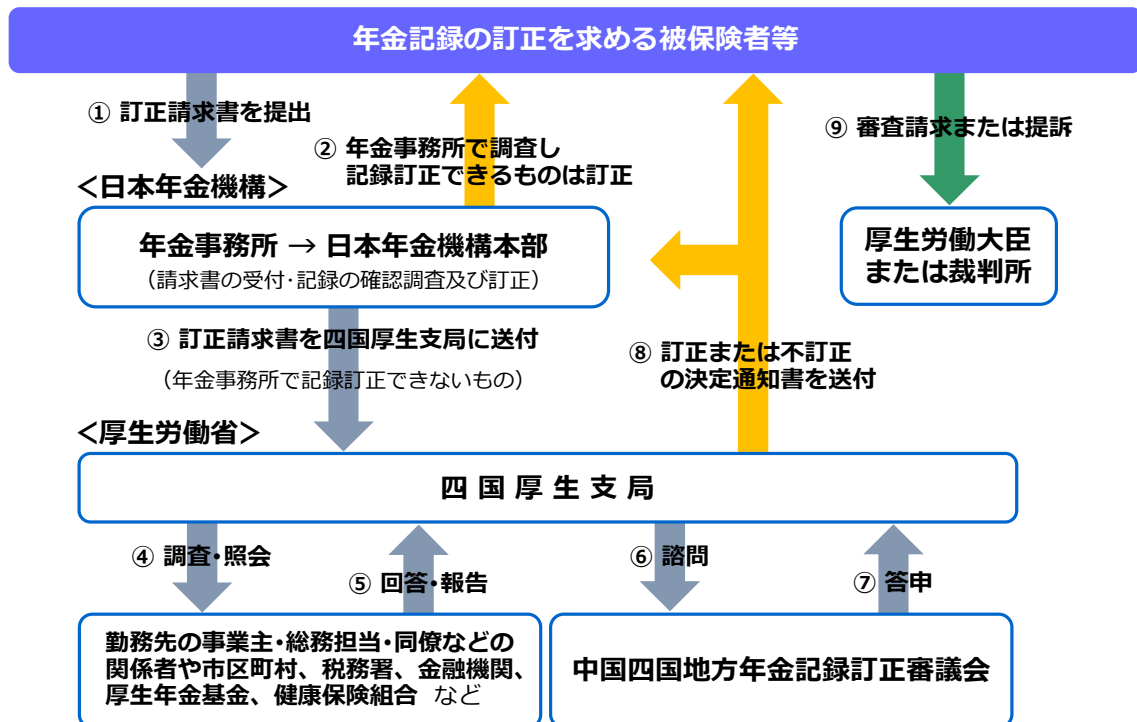 年金記録の訂正を求める被保険者等
① 訂正請求書を提出
② 年金事務所で調査し
記録訂正できるものは訂正
⑨ 審査請求または提訴
<日本年金機構>
年金事務所 → 日本年金機構本部
（請求書の受付･記録の確認調査及び訂正）
厚生労働大臣
または裁判所
③ 訂正請求書を四国厚生支局に送付
（年金事務所で記録訂正できないもの）
⑧ 訂正または不訂正
の決定通知書を送付
<厚生労働省>
四 国 厚 生 支 局
④ 調査･照会
⑤ 回答･報告
⑥ 諮問
⑦ 答申
勤務先の事業主･総務担当･同僚などの
関係者や市区町村、税務署、金融機関、
厚生年金基金、健康保険組合 など
中国四国地方年金記録訂正審議会